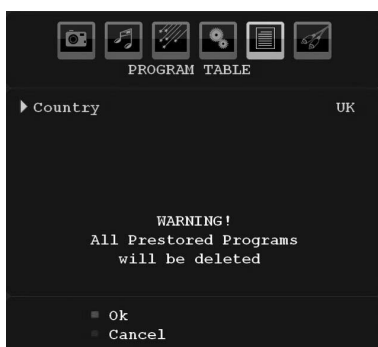 PROGRAM TABLE
Country UK
WARNING!
All Prestored Programs
will be deleted
Ok
Cancel